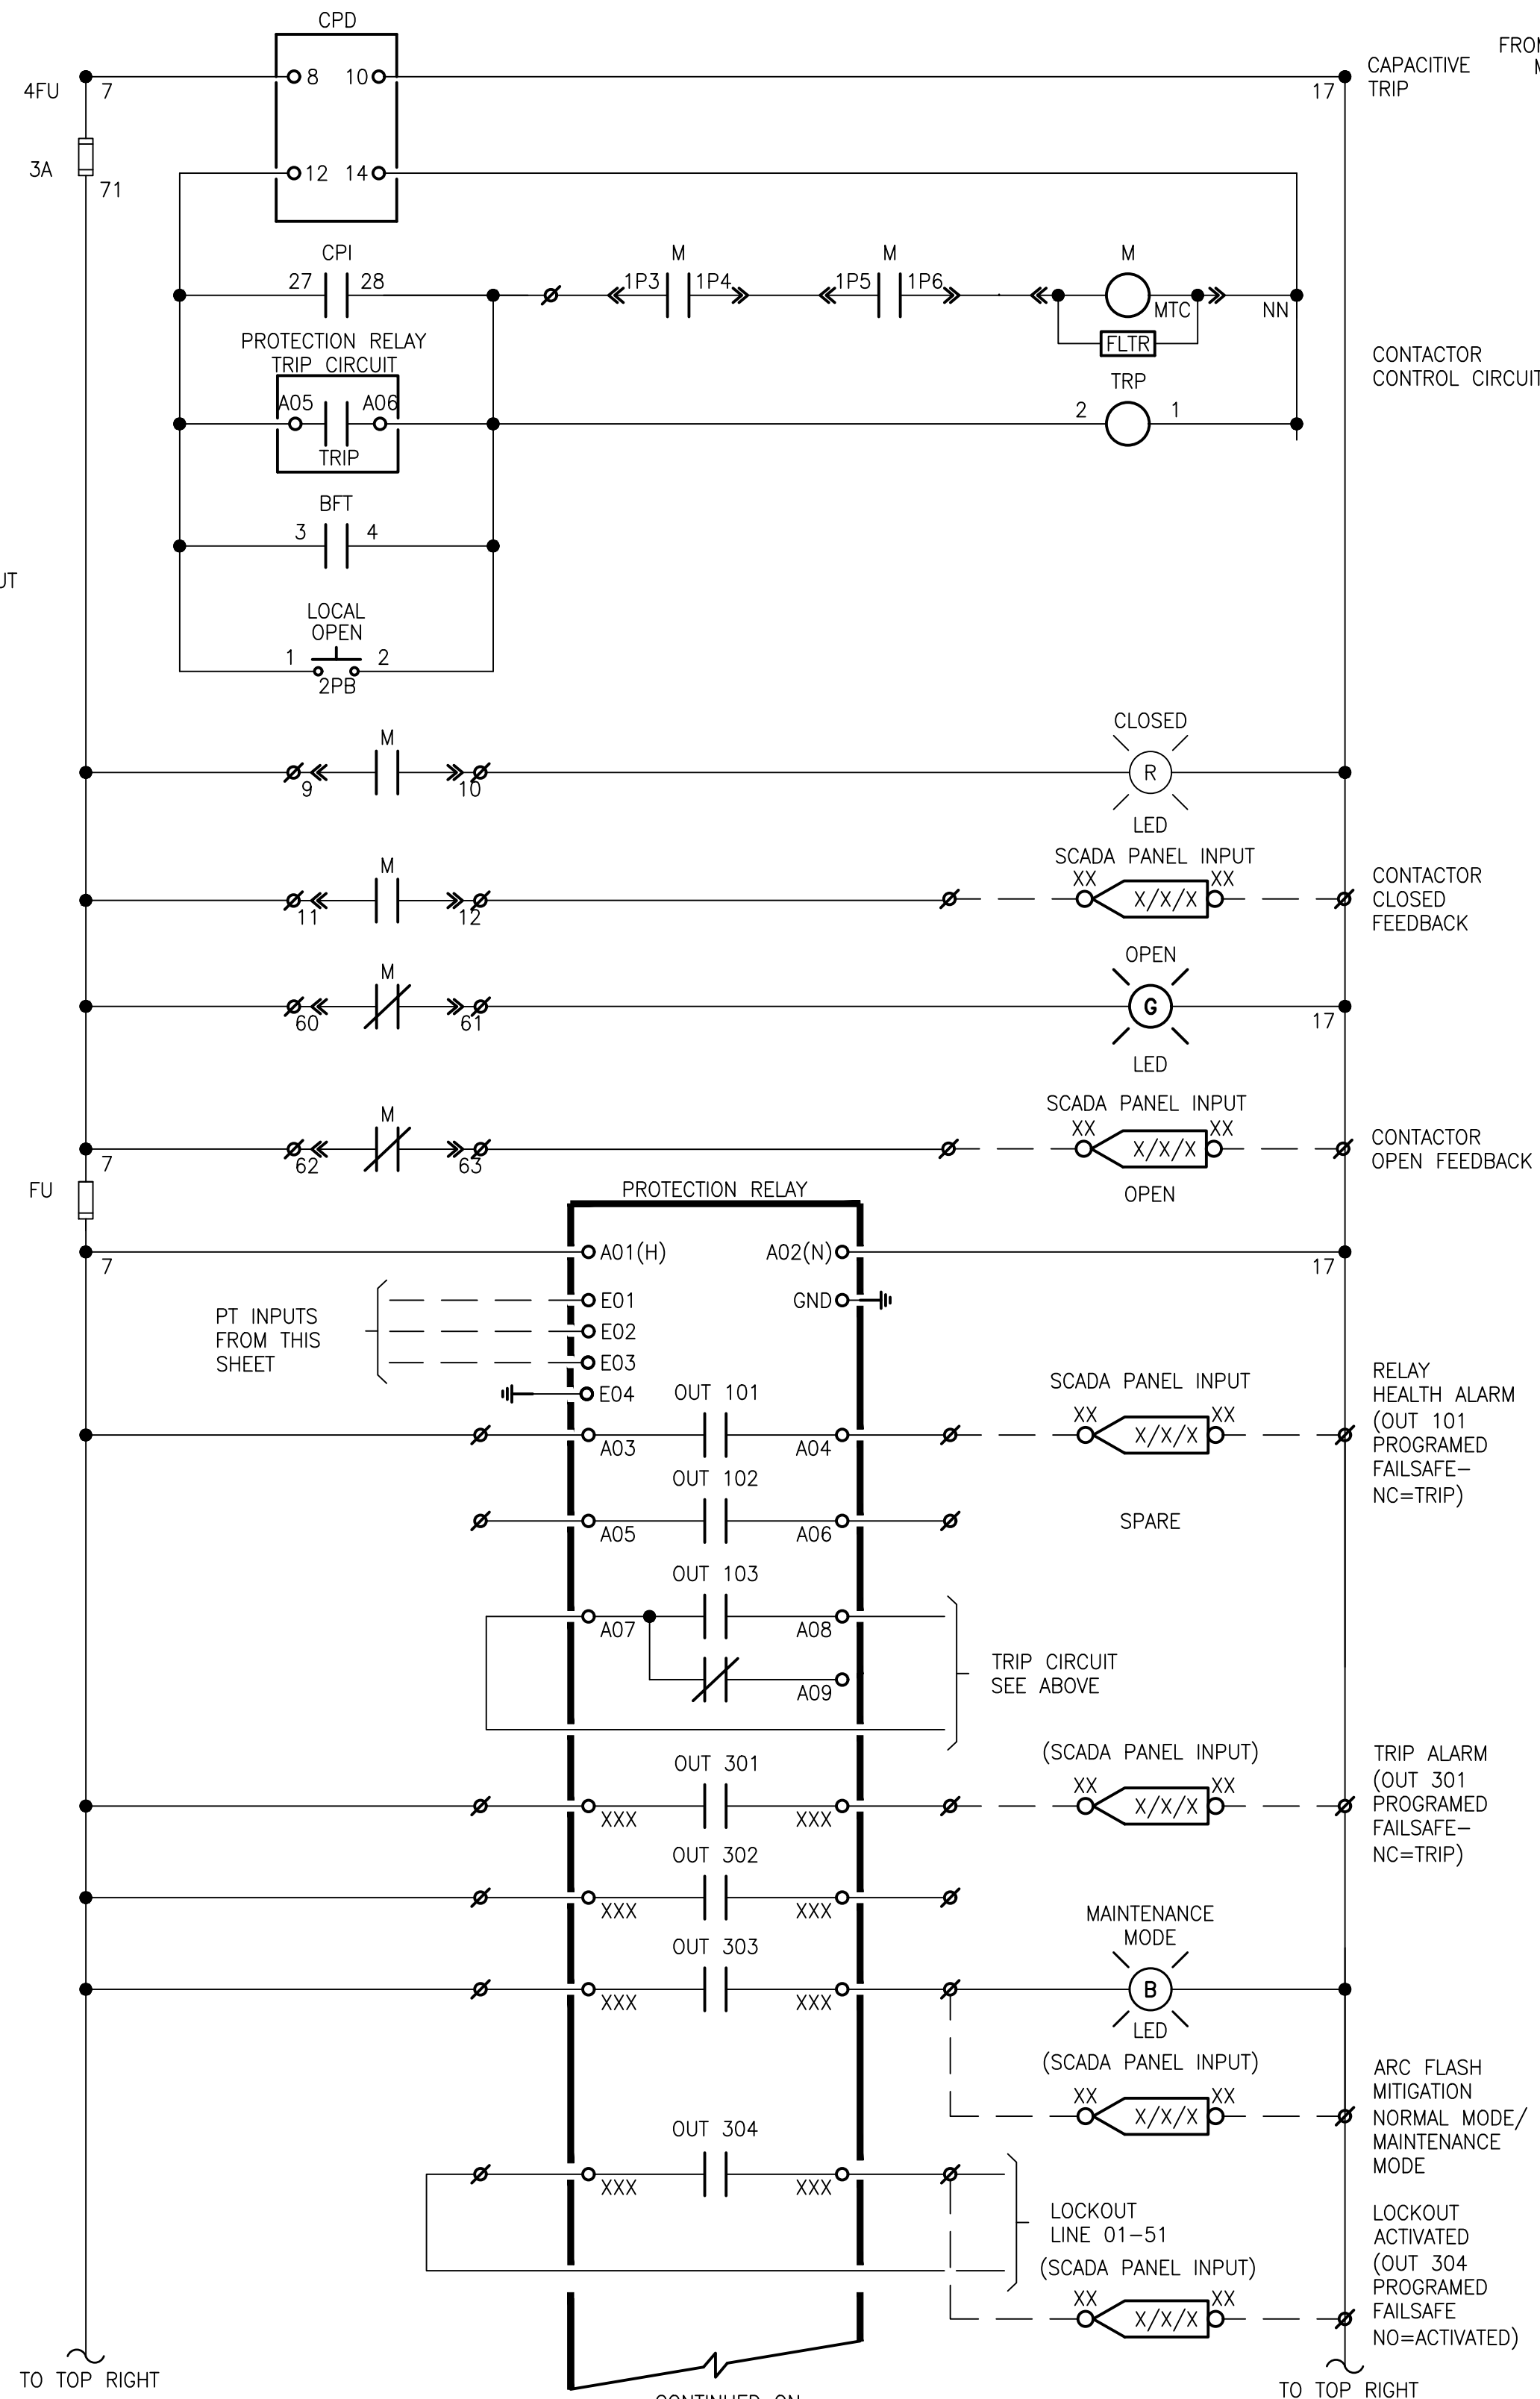 CPD
FRON
M
4FU
7
8
10
17
CAPACITIVE
TRIP
3A
71
12
14
CPI
27
28
M
1P3
1P4
M
1P5
1P6
M
MTC
NN
FLTR
PROTECTION RELAY
TRIP CIRCUIT
A05
A06
TRIP
TRP
2
1
CONTACTOR
CONTROL CIRCUIT
BFT
3
4
UT
LOCAL
OPEN
1
2
2PB
M
9
10
CLOSED
R
LED
M
11
12
SCADA PANEL INPUT
XX
X/X/X
XX
CONTACTOR
CLOSED
FEEDBACK
M
60
61
OPEN
G
LED
17
M
7
62
63
SCADA PANEL INPUT
XX
X/X/X
XX
OPEN
CONTACTOR
OPEN FEEDBACK
FU
PROTECTION RELAY
7
A01(H)
A02(N)
17
PT INPUTS
FROM THIS
SHEET
E01
GND
E02
E03
E04
OUT 101
A03
A04
SCADA PANEL INPUT
XX
X/X/X
XX
RELAY
HEALTH ALARM
(OUT 101
PROGRAMED
FAILSAFE-
NC=TRIP)
OUT 102
A05
A06
SPARE
OUT 103
A07
A08
A09
TRIP CIRCUIT
SEE ABOVE
OUT 301
XXX
XXX
(SCADA PANEL INPUT)
XX
X/X/X
XX
TRIP ALARM
(OUT 301
PROGRAMED
FAILSAFE-
NC=TRIP)
OUT 302
XXX
XXX
OUT 303
XXX
XXX
MAINTENANCE
MODE
B
LED
(SCADA PANEL INPUT)
XX
X/X/X
XX
ARC FLASH
MITIGATION
NORMAL MODE/
MAINTENANCE
MODE
OUT 304
XXX
XXX
LOCKOUT
LINE 01-51
(SCADA PANEL INPUT)
XX
X/X/X
XX
LOCKOUT
ACTIVATED
(OUT 304
PROGRAMED
FAILSAFE
NO=ACTIVATED)
TO TOP RIGHT
CONTINUED ON
TO TOP RIGHT